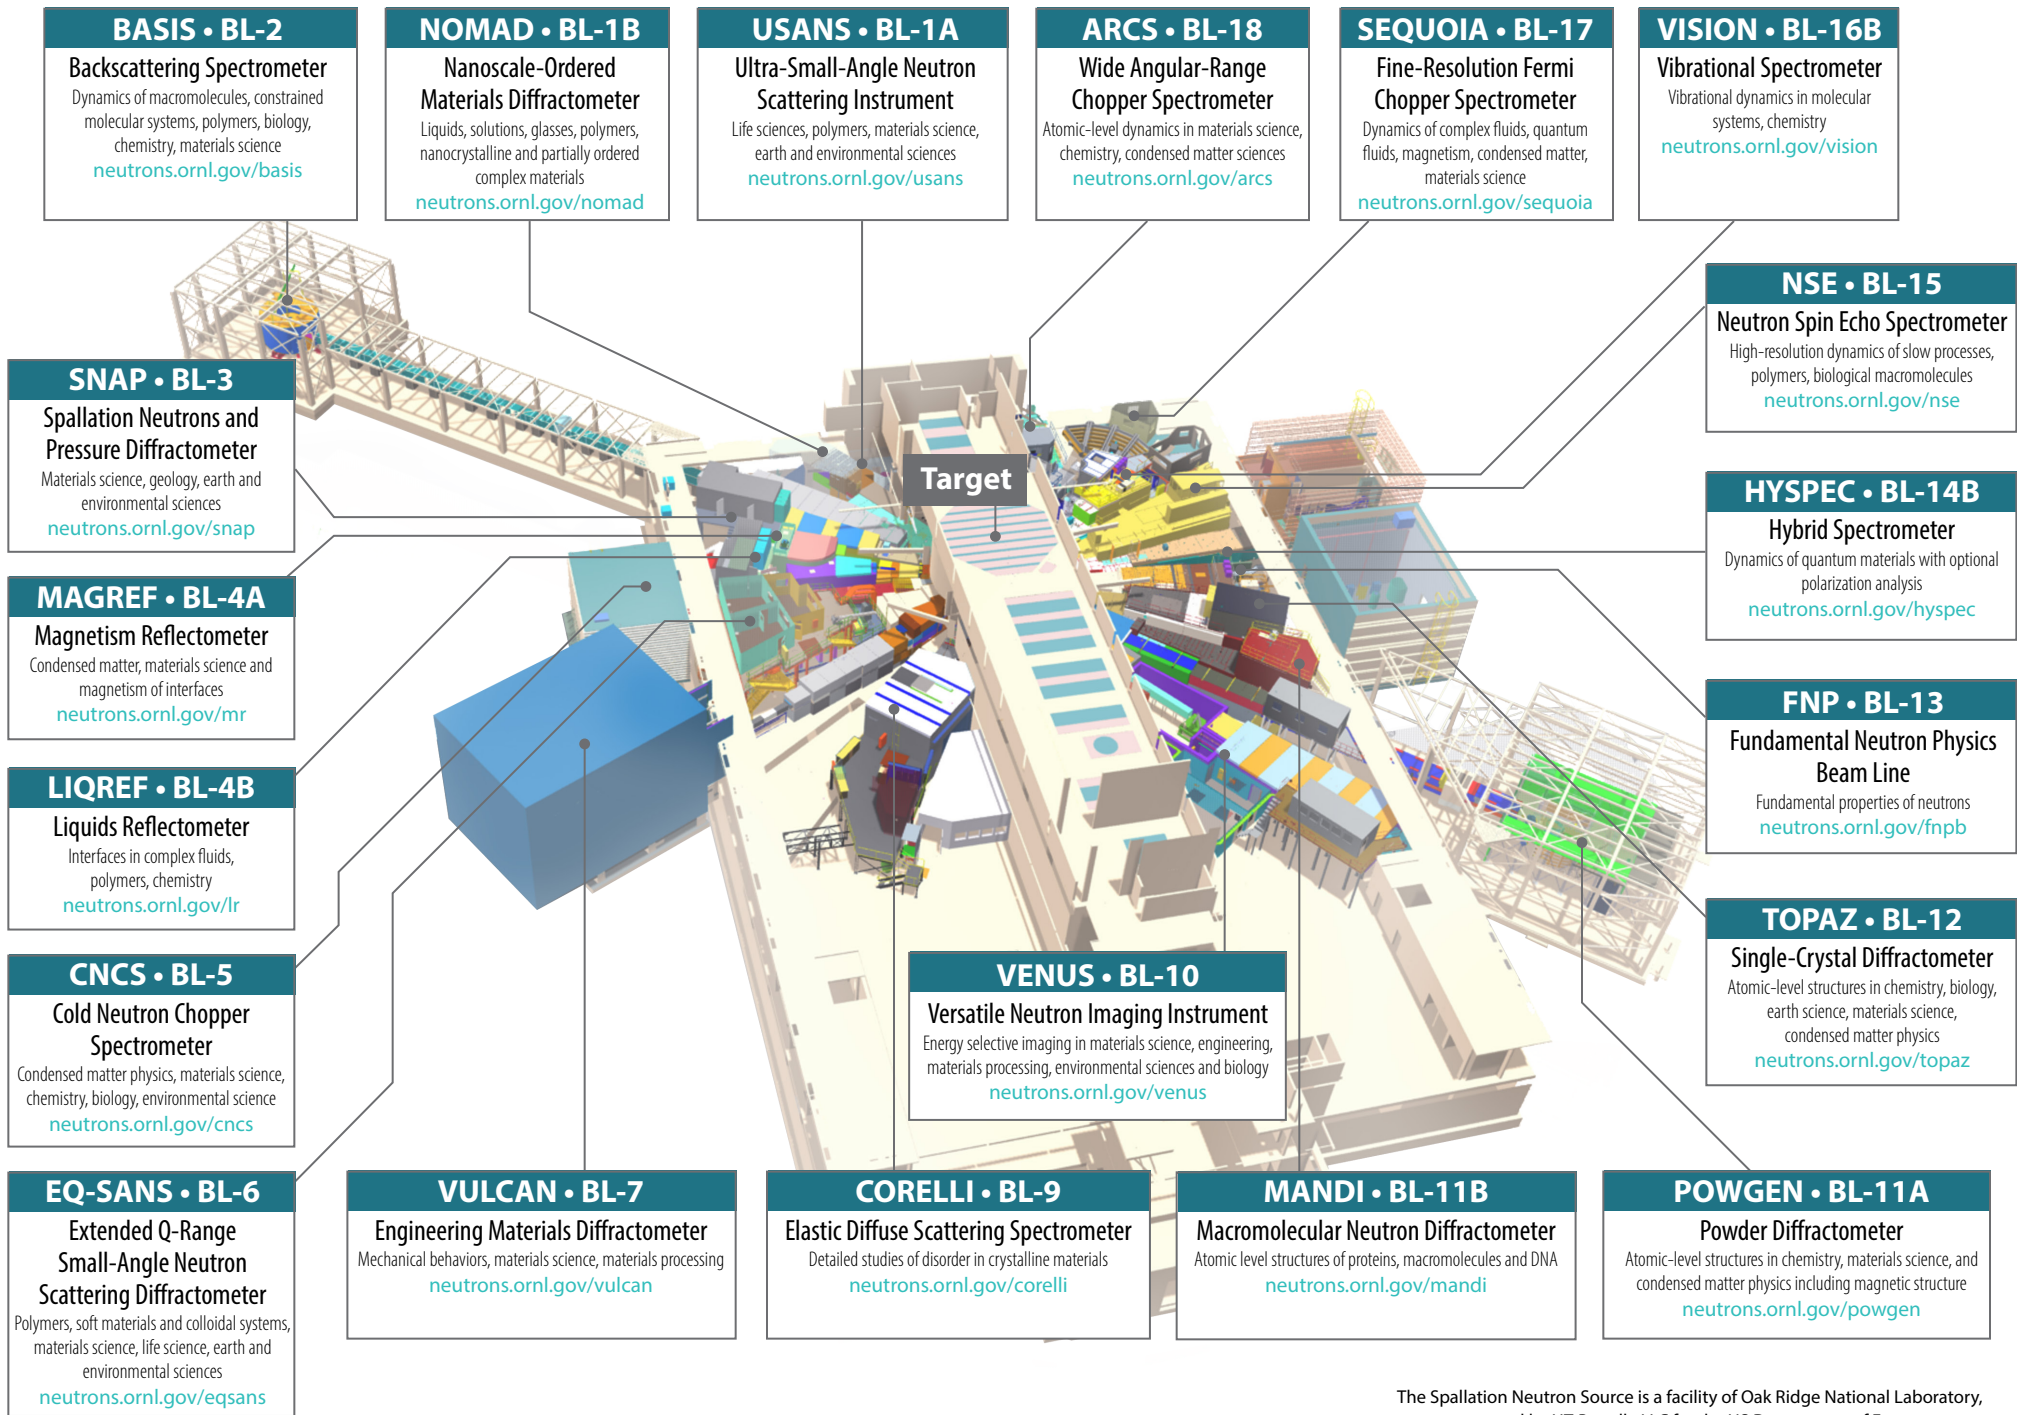 BASIS • BL-2
Backscattering Spectrometer
Dynamics of macromolecules, constrained
molecular systems, polymers, biology,
chemistry, materials science
neutrons.ornl.gov/basis
NOMAD • BL-1B
Nanoscale-Ordered
Materials Diffractometer
Liquids, solutions, glasses, polymers,
nanocrystalline and partially ordered
complex materials
neutrons.ornl.gov/nomad
USANS • BL-1A
Ultra-Small-Angle Neutron
Scattering Instrument
Life sciences, polymers, materials science,
earth and environmental sciences
neutrons.ornl.gov/usans
ARCS • BL-18
Wide Angular-Range
Chopper Spectrometer
Atomic-level dynamics in materials science,
chemistry, condensed matter sciences
neutrons.ornl.gov/arcs
SEQUOIA • BL-17
Fine-Resolution Fermi
Chopper Spectrometer
Dynamics of complex fluids, quantum
fluids, magnetism, condensed matter,
materials science
neutrons.ornl.gov/sequoia
VISION • BL-16B
Vibrational Spectrometer
Vibrational dynamics in molecular
systems, chemistry
neutrons.ornl.gov/vision
NSE • BL-15
Neutron Spin Echo Spectrometer
High-resolution dynamics of slow processes,
polymers, biological macromolecules
neutrons.ornl.gov/nse
SNAP • BL-3
Spallation Neutrons and
Pressure Diffractometer
Materials science, geology, earth and
environmental sciences
neutrons.ornl.gov/snap
Target
HYSPEC • BL-14B
Hybrid Spectrometer
Dynamics of quantum materials with optional
polarization analysis
neutrons.ornl.gov/hyspec
MAGREF • BL-4A
Magnetism Reflectometer
Condensed matter, materials science and
magnetism of interfaces
neutrons.ornl.gov/mr
FNP • BL-13
Fundamental Neutron Physics
Beam Line
Fundamental properties of neutrons
neutrons.ornl.gov/fnpb
LIQREF • BL-4B
Liquids Reflectometer
Interfaces in complex fluids,
polymers, chemistry
neutrons.ornl.gov/lr
TOPAZ • BL-12
Single-Crystal Diffractometer
Atomic-level structures in chemistry, biology,
earth science, materials science,
condensed matter physics
neutrons.ornl.gov/topaz
CNCS • BL-5
Cold Neutron Chopper
Spectrometer
Condensed matter physics, materials science,
chemistry, biology, environmental science
neutrons.ornl.gov/cncs
VENUS • BL-10
Versatile Neutron Imaging Instrument
Energy selective imaging in materials science, engineering,
materials processing, environmental sciences and biology
neutrons.ornl.gov/venus
EQ-SANS • BL-6
Extended Q-Range
Small-Angle Neutron
Scattering Diffractometer
Polymers, soft materials and colloidal systems,
materials science, life science, earth and
environmental sciences
neutrons.ornl.gov/eqsans
VULCAN • BL-7
Engineering Materials Diffractometer
Mechanical behaviors, materials science, materials processing
neutrons.ornl.gov/vulcan
CORELLI • BL-9
Elastic Diffuse Scattering Spectrometer
Detailed studies of disorder in crystalline materials
neutrons.ornl.gov/corelli
MANDI • BL-11B
Macromolecular Neutron Diffractometer
Atomic level structures of proteins, macromolecules and DNA
neutrons.ornl.gov/mandi
POWGEN • BL-11A
Powder Diffractometer
Atomic-level structures in chemistry, materials science, and
condensed matter physics including magnetic structure
neutrons.ornl.gov/powgen
The Spallation Neutron Source is a facility of Oak Ridge National Laboratory,